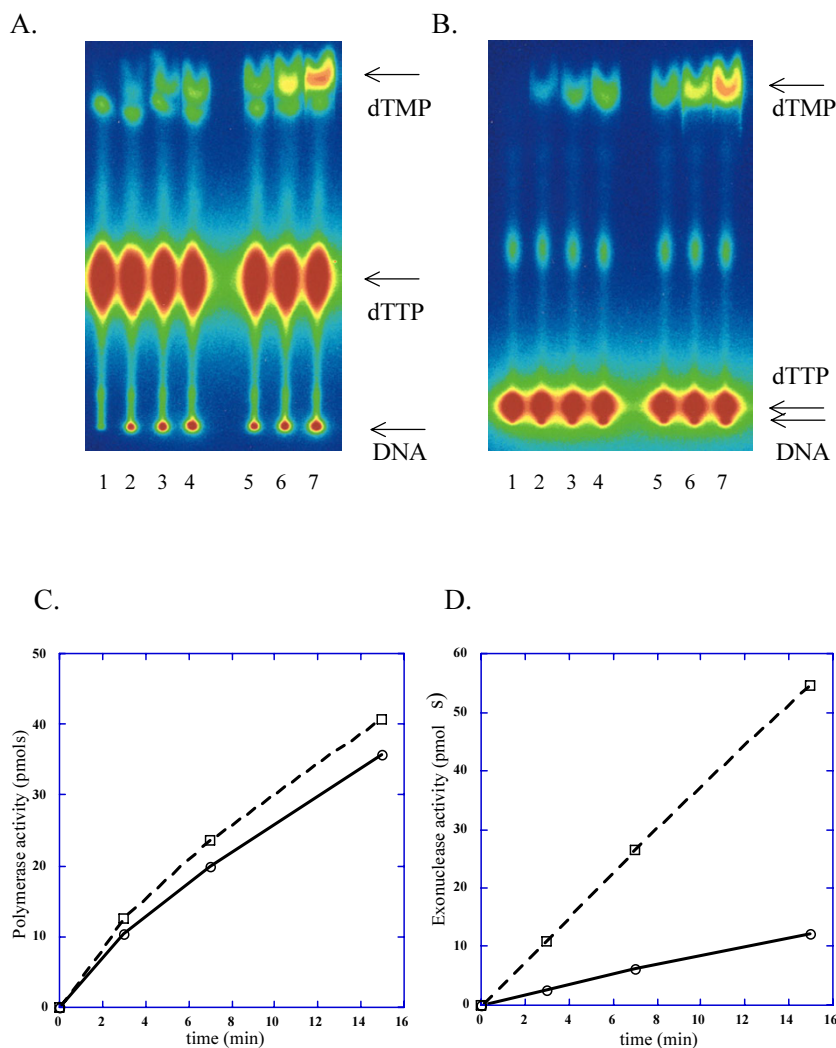 A.
dTMP
dTTP
DNA
1 2 3 4 5 6 7
B.
dTMP
dTTP
DNA
1 2 3 4 5 6 7
C.
Polymerase activity (pmols)
50
40
30
20
10
0
0 2 4 6 8 10 12 14 16
time (min)
D.
Exonuclease activity (pmol s)
60
50
40
30
20
10
0
0 2 4 6 8 10 12 14 16
time (min)